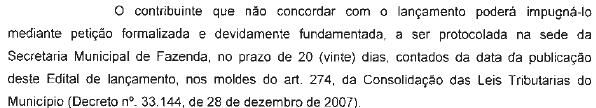 O contribuinte que não concordar com o lançamento poderá impugná-lo
mediante petição formalizada e devidamente fundamentada, a ser protocolada na sede da
Secretaria Municipal de Fazenda, no prazo de 20 (vinte) dias, contados da data da publicação
deste Edital de lançamento, nos moldes do art. 274, da Consolidação das Leis Tributarias do
Município (Decreto nº. 33.144, de 28 de dezembro de 2007).